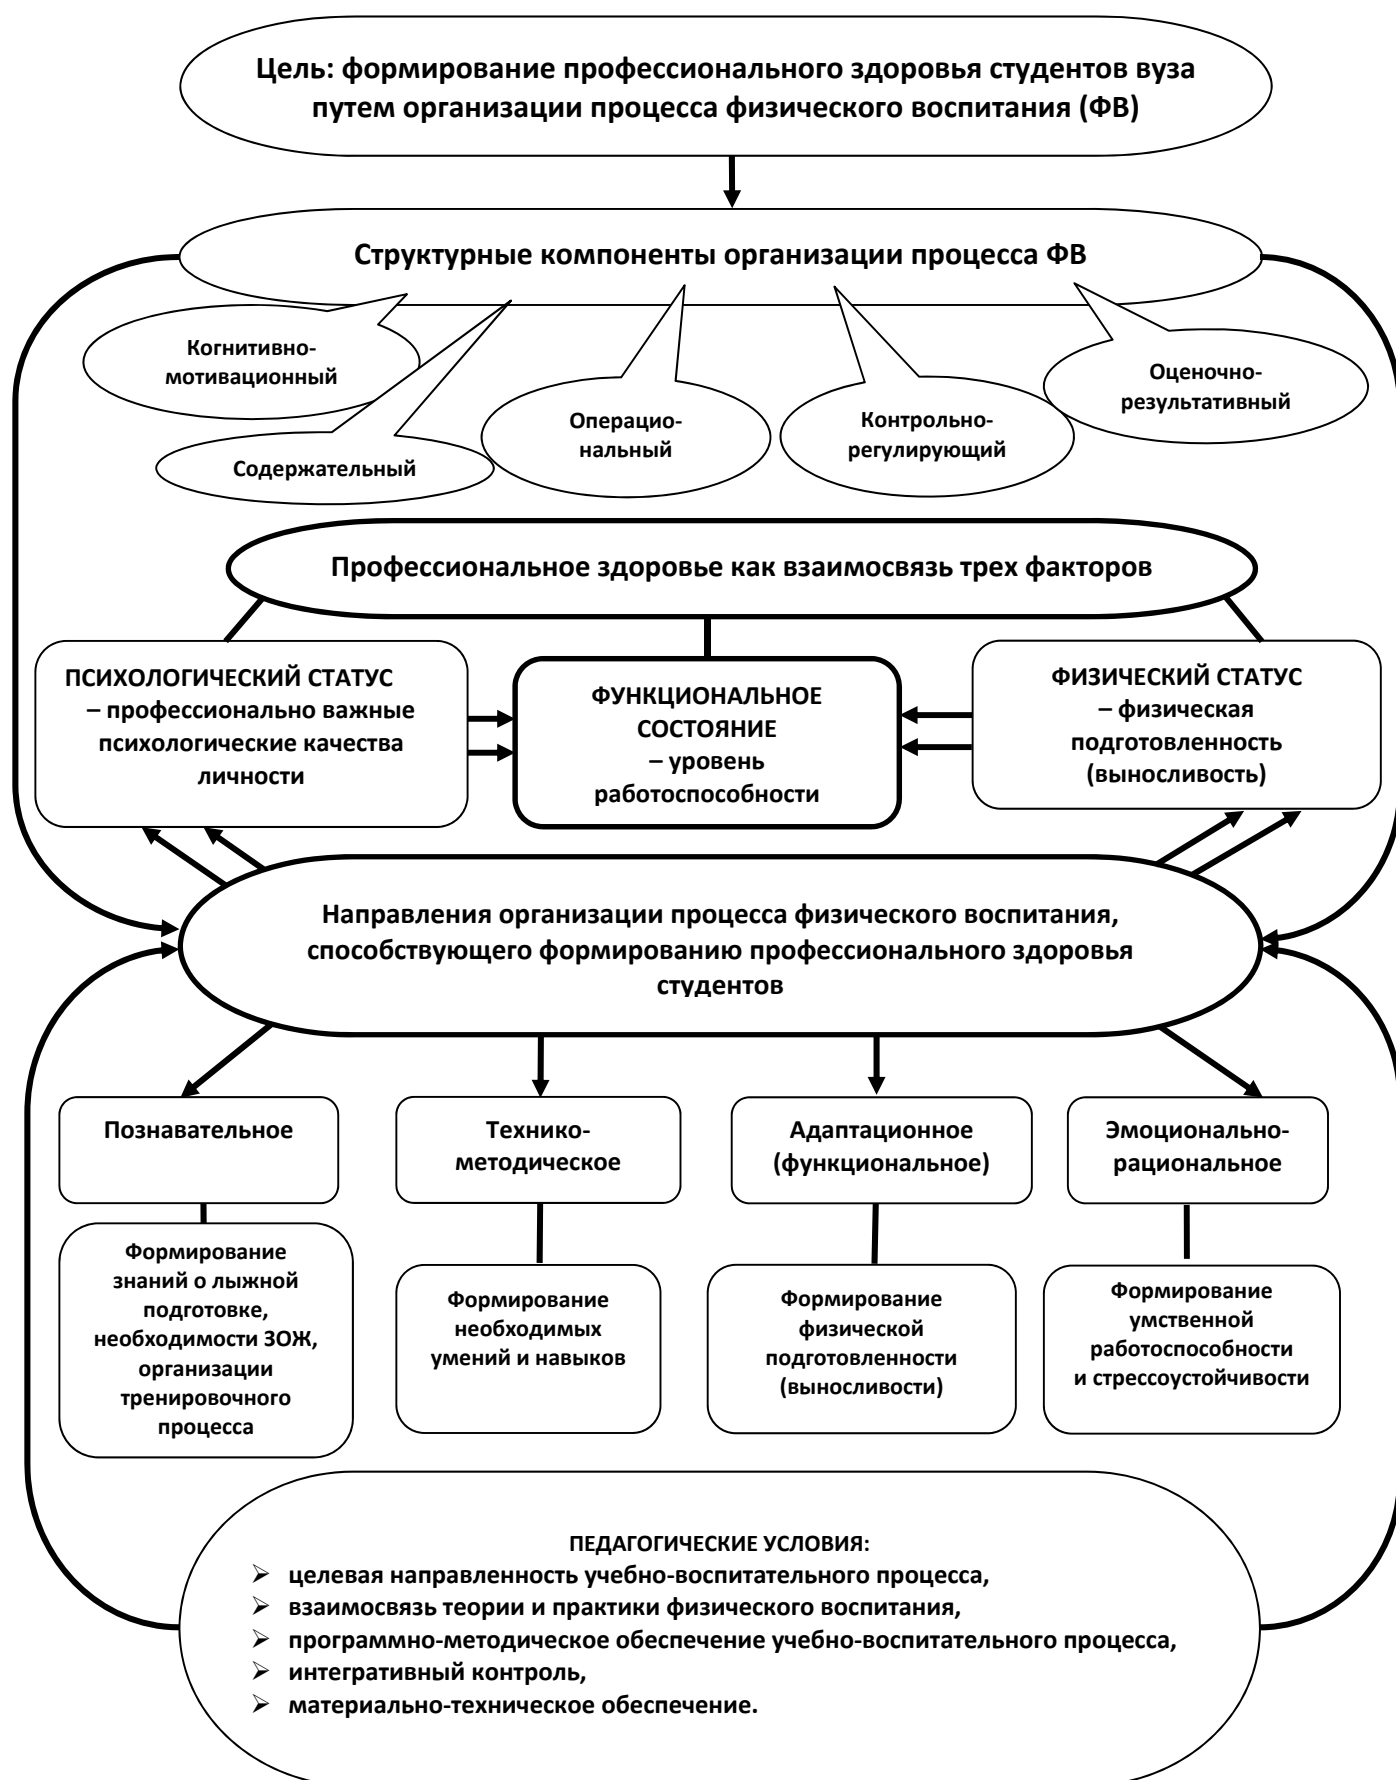 Цель: формирование профессионального здоровья студентов вуза
путем организации процесса физического воспитания (ФВ)
Структурные компоненты организации процесса ФВ
Когнитивно-
мотивационный
Содержательный
Операцио-
нальный
Контрольно-
регулирующий
Оценочно-
результативный
Профессиональное здоровье как взаимосвязь трех факторов
ПСИХОЛОГИЧЕСКИЙ СТАТУС
– профессионально важные
психологические качества
личности
ФУНКЦИОНАЛЬНОЕ
СОСТОЯНИЕ
– уровень
работоспособности
ФИЗИЧЕСКИЙ СТАТУС
– физическая
подготовленность
(выносливость)
Направления организации процесса физического воспитания,
способствующего формированию профессионального здоровья
студентов
Познавательное
Технико-
методическое
Адаптационное
(функциональное)
Эмоционально-
рациональное
Формирование
знаний о лыжной
подготовке,
необходимости ЗОЖ,
организации
тренировочного
процесса
Формирование
необходимых
умений и навыков
Формирование
физической
подготовленности
(выносливости)
Формирование
умственной
работоспособности
и стрессоустойчивости
ПЕДАГОГИЧЕСКИЕ УСЛОВИЯ:
➢ целевая направленность учебно-воспитательного процесса,
➢ взаимосвязь теории и практики физического воспитания,
➢ программно-методическое обеспечение учебно-воспитательного процесса,
➢ интегративный контроль,
➢ материально-техническое обеспечение.